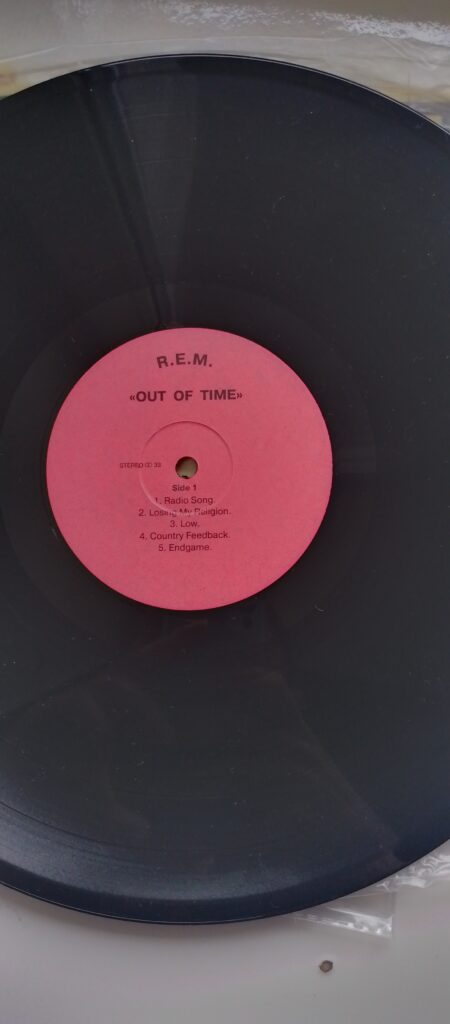 R.E.M.
«OUT OF TIME»
STEREO 33
Side 1
1. Radio Song.
2. Losing My Religion.
3. Low.
4. Country Feedback.
5. Endgame.